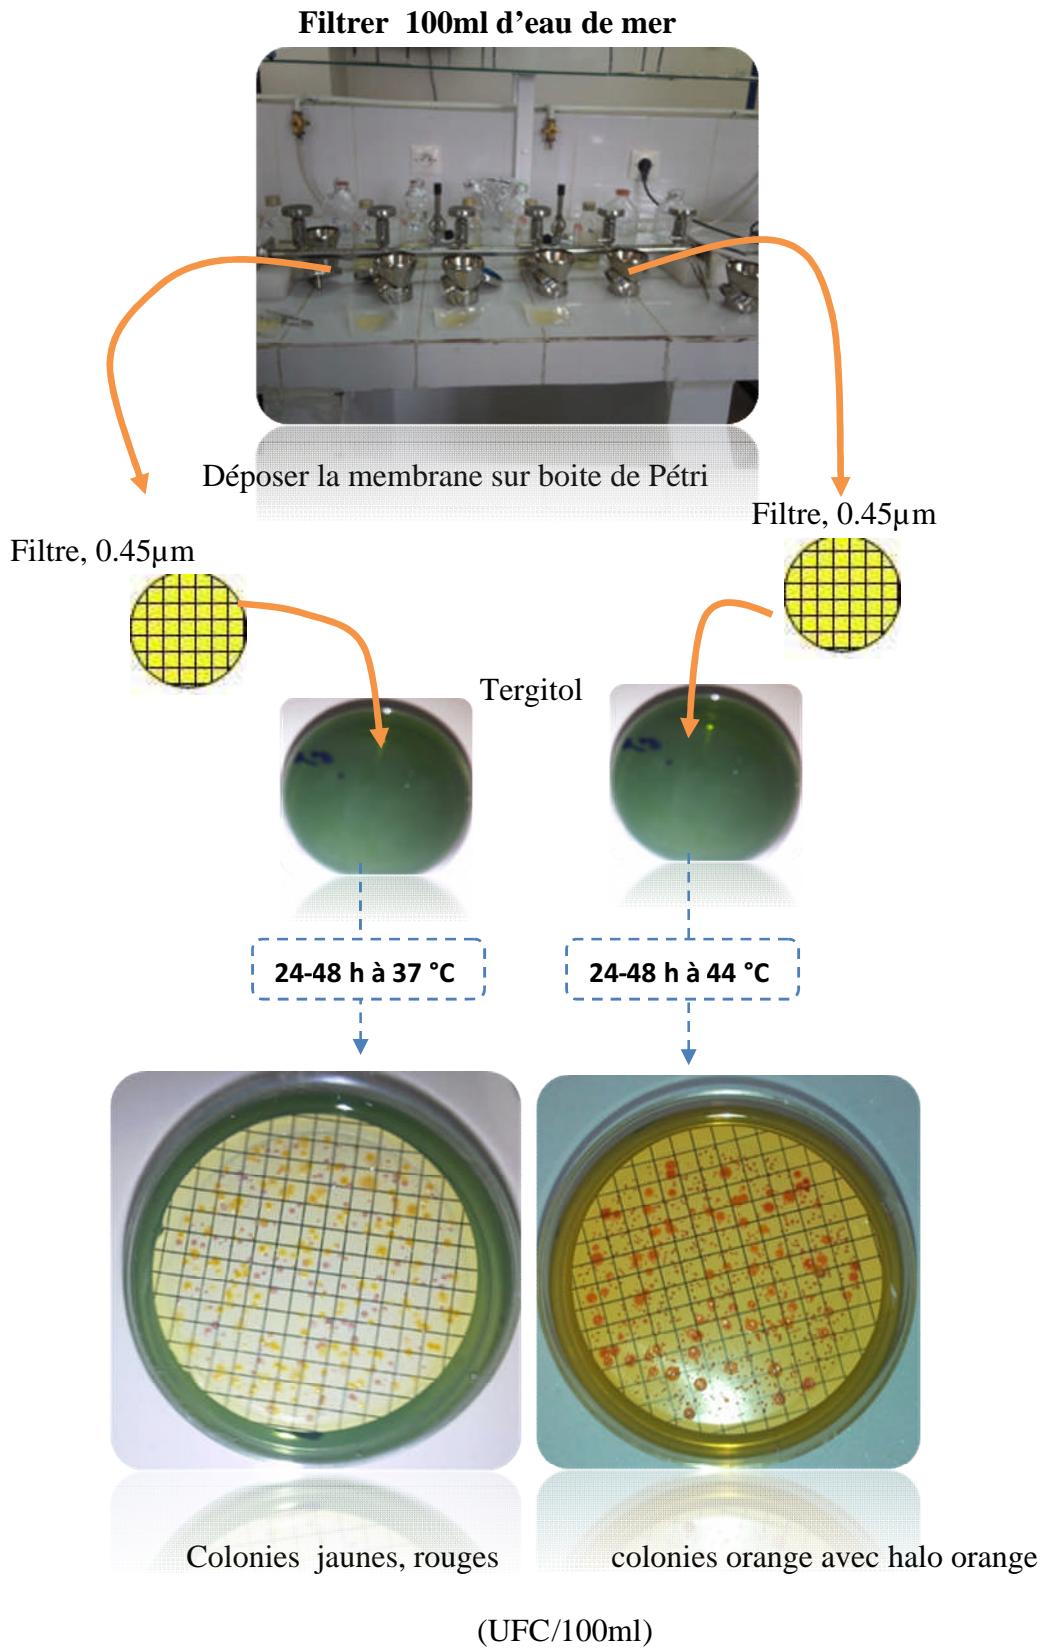 Filtrer 100ml d’eau de mer
Déposer la membrane sur boite de Pétri
Filtre, 0.45µm
Filtre, 0.45µm
Tergitol
24-48 h à 37 °C
24-48 h à 44 °C
Colonies jaunes, rouges
colonies orange avec halo orange
(UFC/100ml)